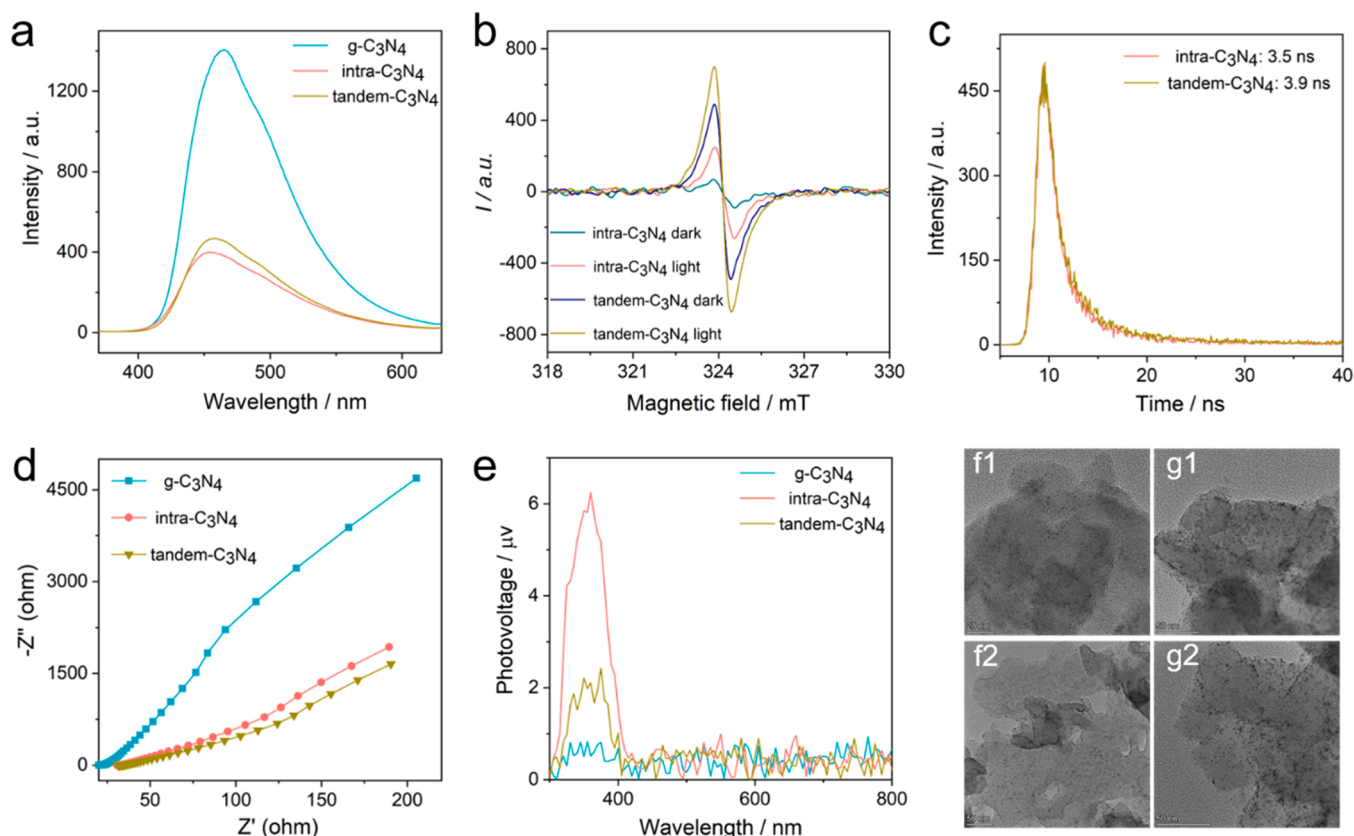 a
g-C3N4
intra-C3N4
tandem-C3N4
Intensity / a.u.
1200
800
400
0
400
500
600
Wavelength / nm
b
800
400
0
-400
-800
I / a.u.
intra-C3N4 dark
intra-C3N4 light
tandem-C3N4 dark
tandem-C3N4 light
318
321
324
327
330
Magnetic field / mT
c
intra-C3N4: 3.5 ns
tandem-C3N4: 3.9 ns
Intensity / a.u.
450
300
150
0
10
20
30
40
Time / ns
d
g-C3N4
intra-C3N4
tandem-C3N4
-Z'' (ohm)
4500
3000
1500
0
50
100
150
200
Z' (ohm)
e
g-C3N4
intra-C3N4
tandem-C3N4
Photovoltage / μv
6
4
2
0
400
500
600
700
800
Wavelength / nm
f1
g1
f2
g2